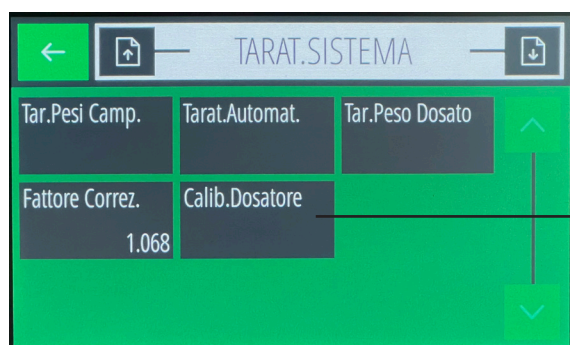 TARAT.SISTEMA
Tar.Pesi Camp.
Tarat.Automat.
Tar.Peso Dosato
Fattore Correz.
1.068
Calib.Dosatore